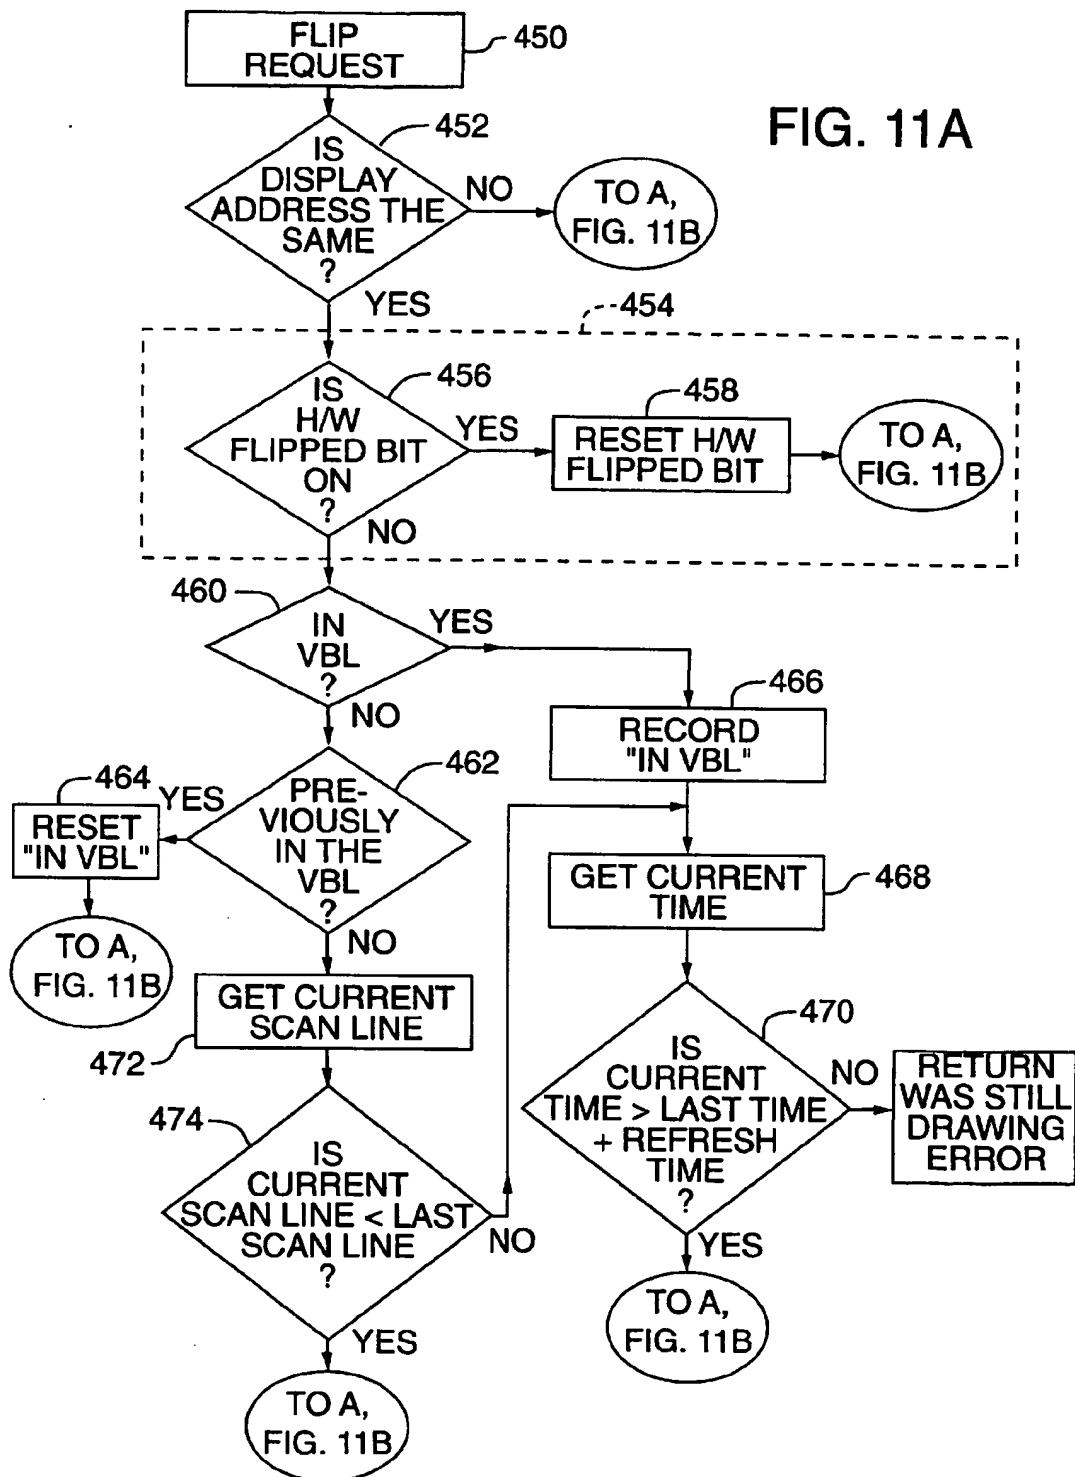 FLIP
REQUEST
450
FIG. 11A
452
IS
DISPLAY
ADDRESS THE
SAME
?
NO
TO A,
FIG. 11B
YES
454
IS
H/W
FLIPPED BIT
ON
?
456
YES
458
RESET H/W
FLIPPED BIT
TO A,
FIG. 11B
NO
460
IN
VBL
?
YES
NO
466
RECORD
"IN VBL"
462
PRE-
VIOUSLY
IN THE
VBL
?
YES
464
RESET
"IN VBL"
TO A,
FIG. 11B
NO
GET CURRENT
TIME
468
GET CURRENT
SCAN LINE
472
470
IS
CURRENT
TIME > LAST TIME
+ REFRESH
TIME
?
NO
RETURN
WAS STILL
DRAWING
ERROR
474
IS
CURRENT
SCAN LINE < LAST
SCAN LINE
?
NO
YES
TO A,
FIG. 11B
YES
TO A,
FIG. 11B